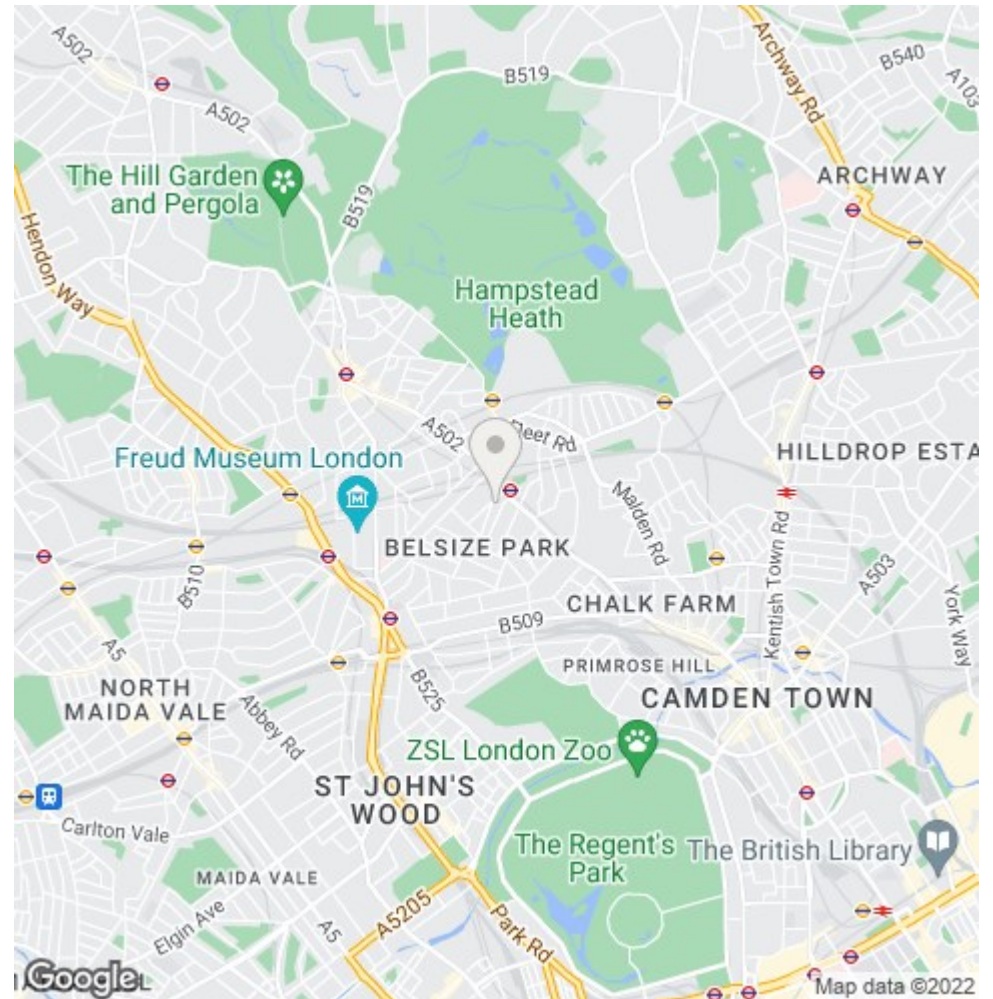 A502
B519
Archway Rd
B540
A103
A502
The Hill Garden
and Pergola
B519
ARCHWAY
Hendon Way
Hampstead
Heath
A502
Fleet Rd
Freud Museum London
HILLDROP ESTA
Malden Rd
BELSIZE PARK
Kentish Town Rd
A503
B510
York Way
CHALK FARM
B509
A5
PRIMROSE HILL
NORTH
MAIDA VALE
Abbey Rd
B525
CAMDEN TOWN
ZSL London Zoo
ST JOHN'S
WOOD
Carlton Vale
The Regent's
Park
The British Library
MAIDA VALE
A5205
Elgin Ave
A5
Park Rd
Google
Map data ©2022